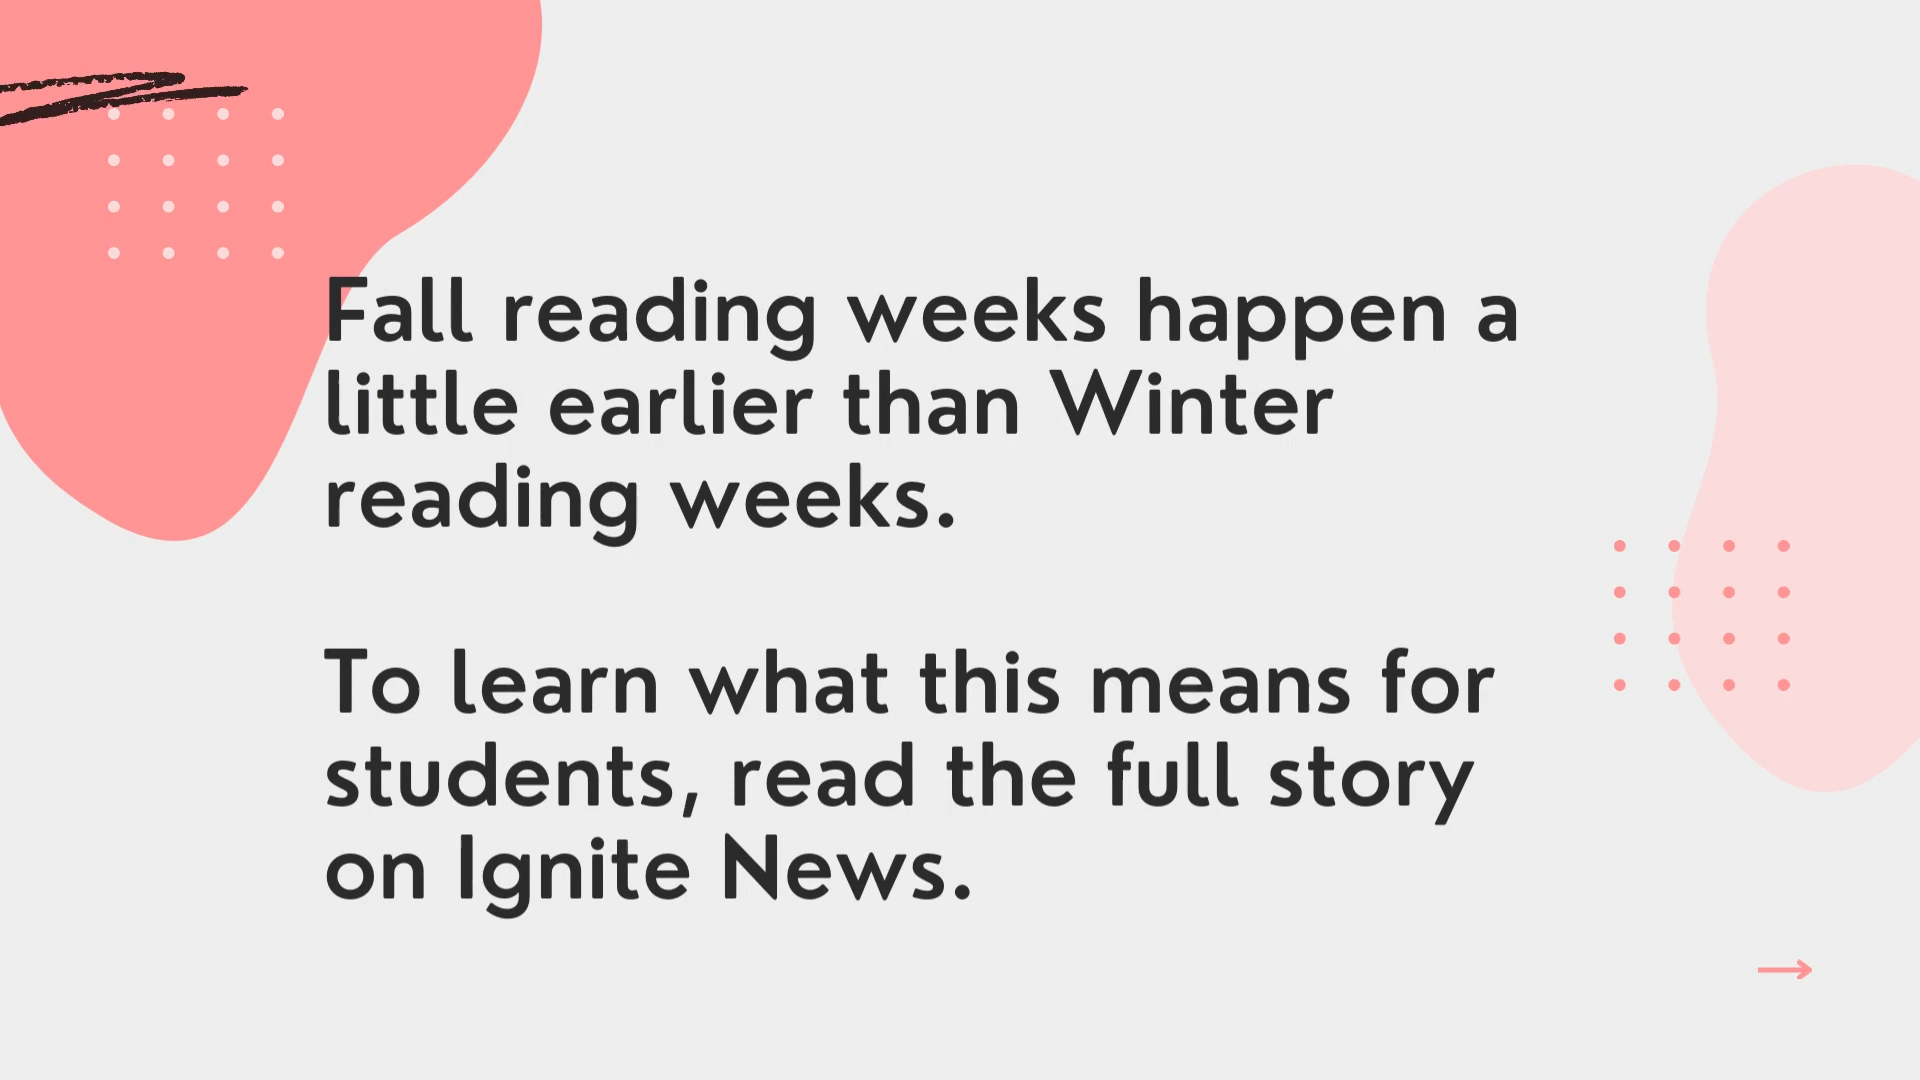 Fall reading weeks happen a
little earlier than Winter
reading weeks.
To learn what this means for
students, read the full story
on Ignite News.